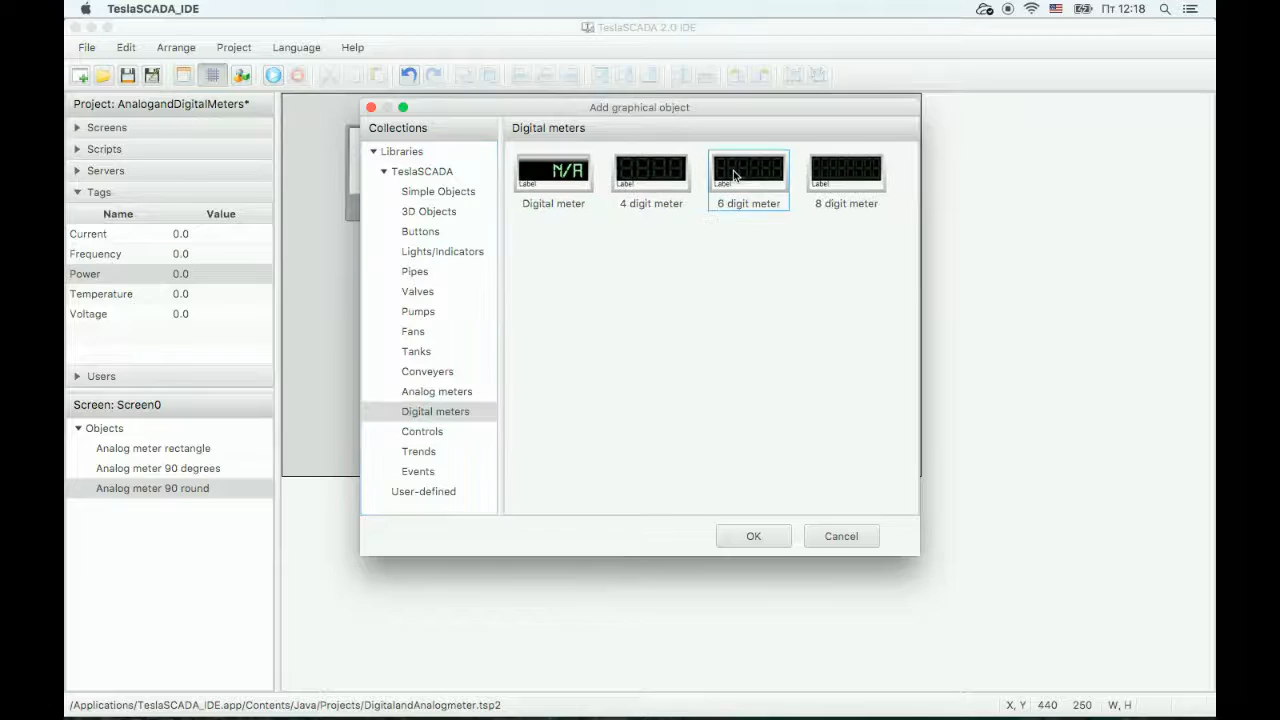 TeslaSCADA_IDE
Пт 12:18
TeslaSCADA 2.0 IDE
File Edit Arrange Project Language Help
Project: AnalogandDigitalMeters*
Screens
Scripts
Servers
Tags
Name Value
Current 0.0
Frequency 0.0
Power 0.0
Temperature 0.0
Voltage 0.0
Users
Screen: Screen0
Objects
Analog meter rectangle
Analog meter 90 degrees
Analog meter 90 round
Add graphical object
Collections
Libraries
TeslaSCADA
Simple Objects
3D Objects
Buttons
Lights/Indicators
Pipes
Valves
Pumps
Fans
Tanks
Conveyers
Analog meters
Digital meters
Controls
Trends
Events
User-defined
Digital meters
N/A
Label Label Label Label
Digital meter 4 digit meter 6 digit meter 8 digit meter
OK Cancel
/Applications/TeslaSCADA_IDE.app/Contents/Java/Projects/DigitalandAnalogmeter.tsp2
X, Y 440 250 W, H